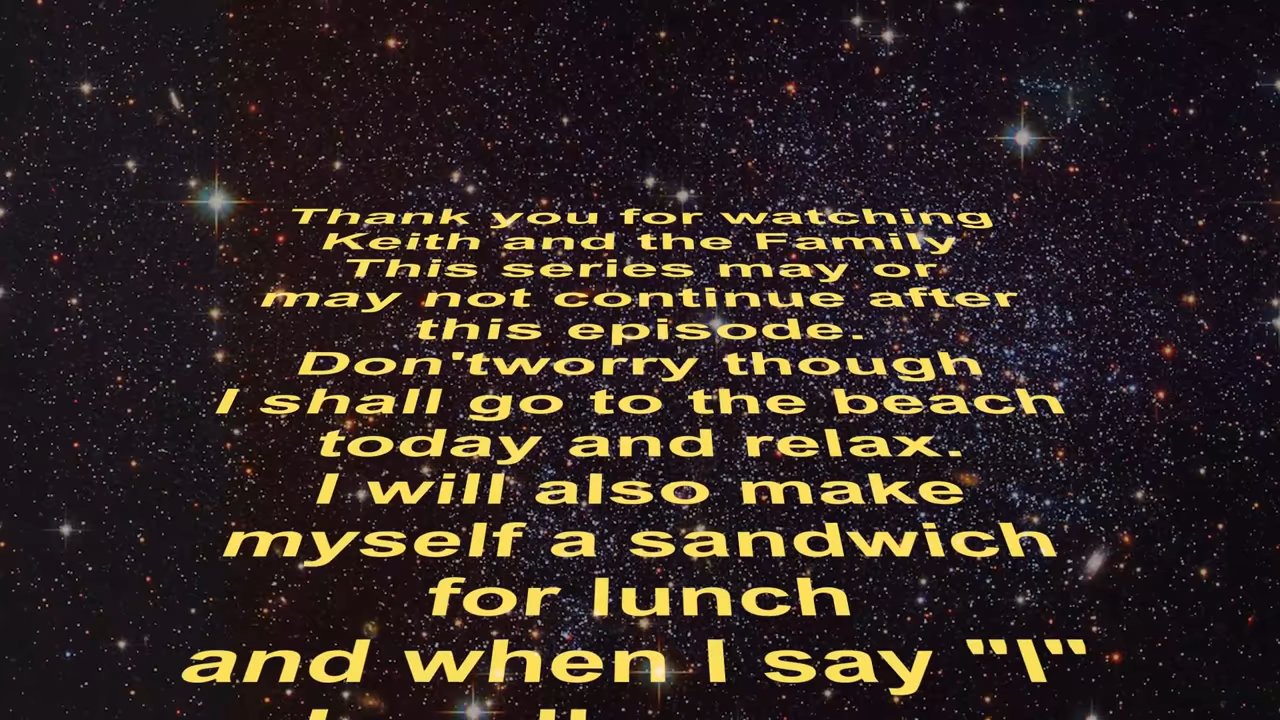 Thank you for watching
Keith and the Family
This series may or
may not continue after
this episode.
Don'tworry though
I shall go to the beach
today and relax.
I will also make
myself a sandwich
for lunch
and when I say "I"